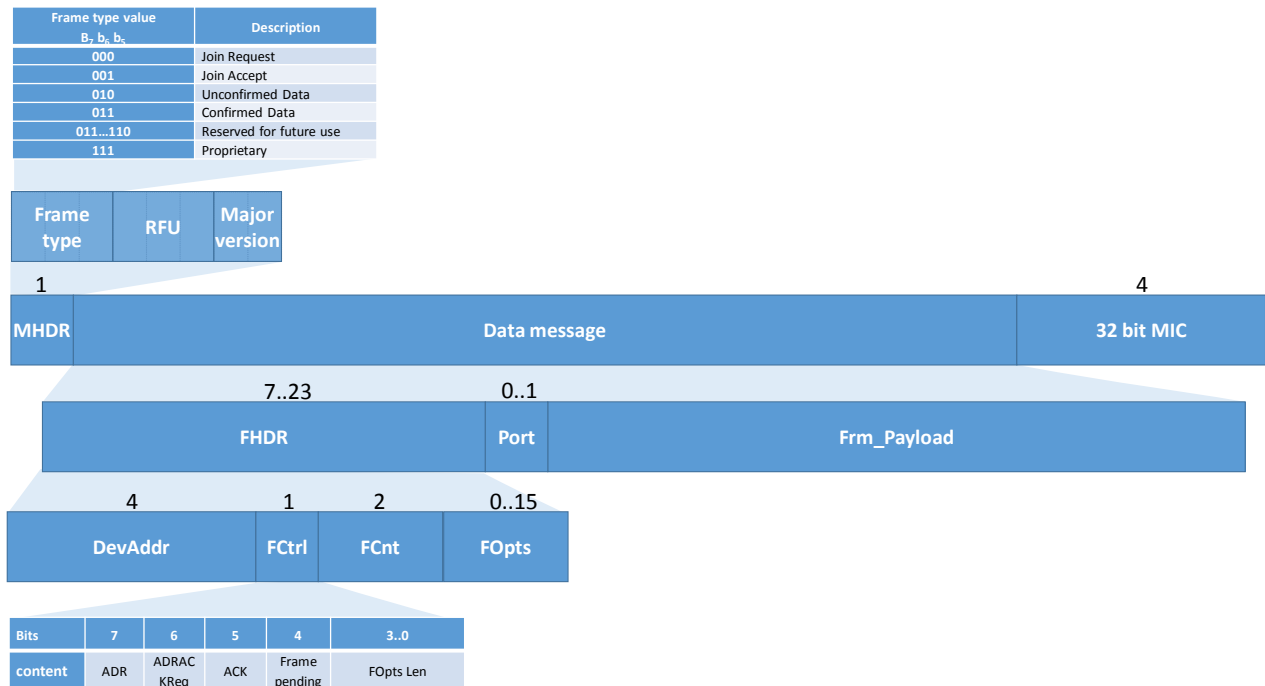 Frame type value Description
B7 b6 b5
000 Join Request
001 Join Accept
010 Unconfirmed Data
011 Confirmed Data
011...110 Reserved for future use
111 Proprietary
Frame type RFU Major version
1 4
MHDR Data message 32 bit MIC
7..23 0..1
FHDR Port Frm_Payload
4 1 2 0..15
DevAddr FCtrl FCnt FOpts
Bits 7 6 5 4 3..0
content ADR ADRAC KReq ACK Frame pending FOpts Len